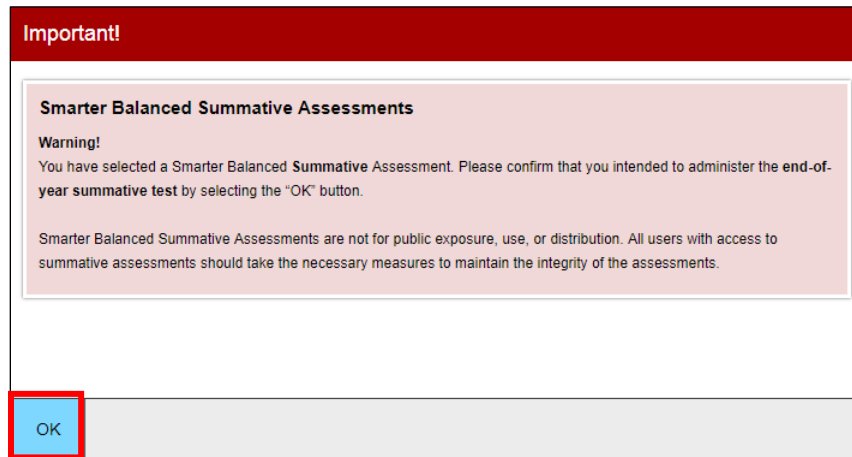 Important!
Smarter Balanced Summative Assessments
Warning!
You have selected a Smarter Balanced Summative Assessment. Please confirm that you intended to administer the end-of-
year summative test by selecting the “OK” button.
Smarter Balanced Summative Assessments are not for public exposure, use, or distribution. All users with access to
summative assessments should take the necessary measures to maintain the integrity of the assessments.
OK